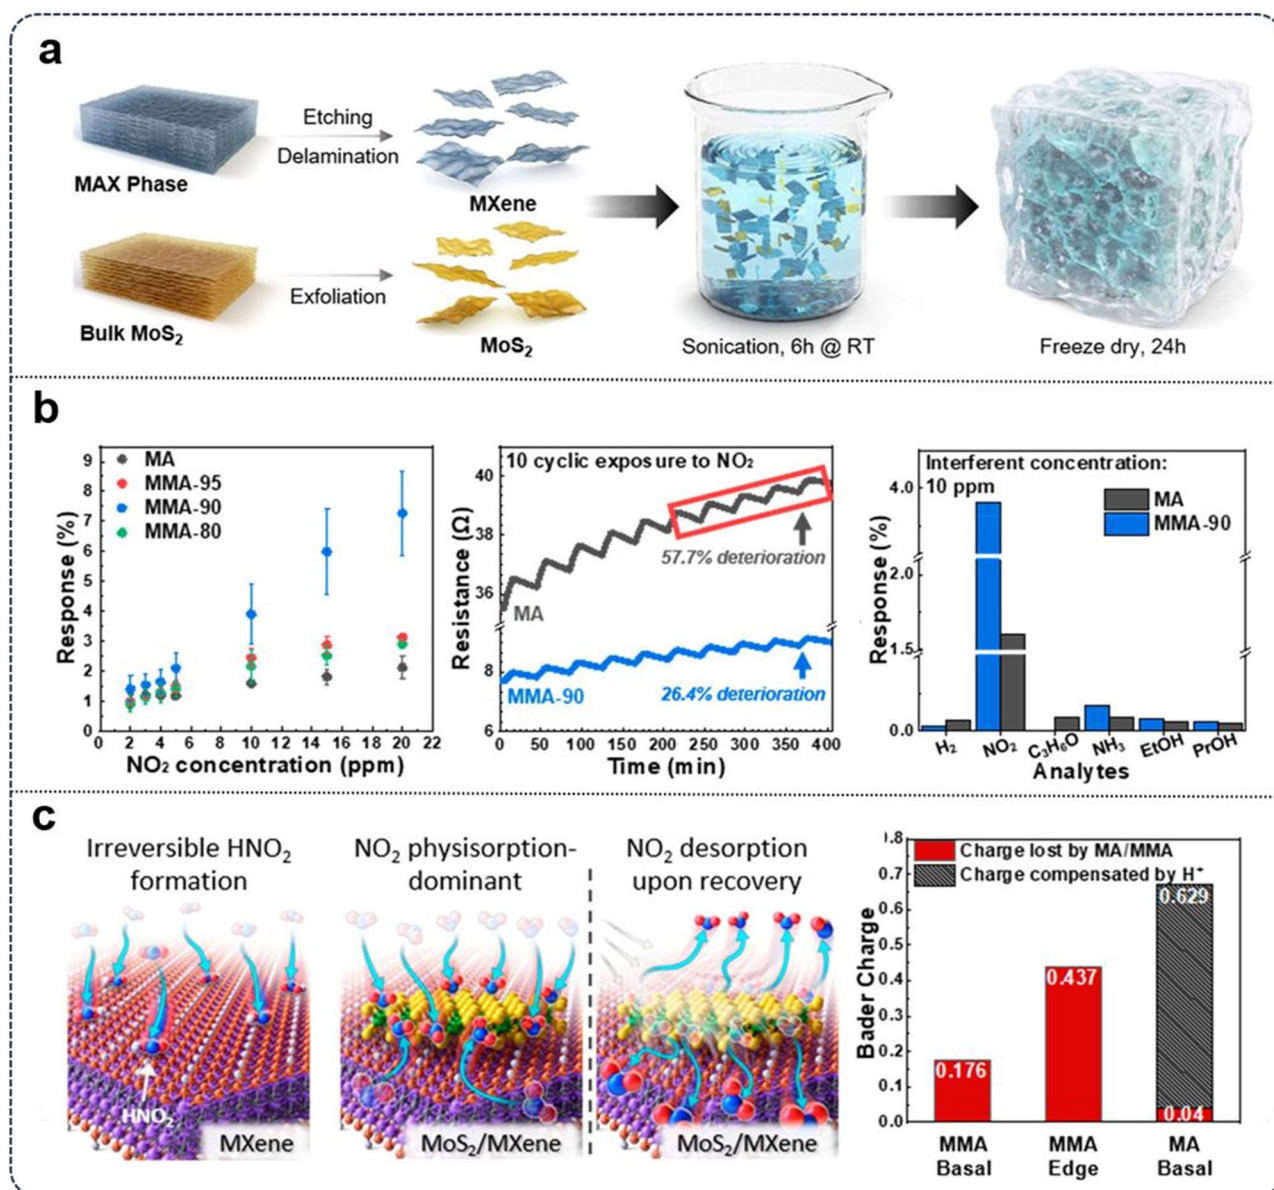 a
MAX Phase
Etching
Delamination
MXene
Bulk MoS₂
Exfoliation
MoS₂
Sonication, 6h @ RT
Freeze dry, 24h
b
Response (%)
9
8
7
6
5
4
3
2
1
0
MA
MMA-95
MMA-90
MMA-80
0 2 4 6 8 10 12 14 16 18 20 22
NO₂ concentration (ppm)
10 cyclic exposure to NO₂
Resistance (Ω)
40
38
36
8
6
57.7% deterioration
MA
MMA-90
26.4% deterioration
0 50 100 150 200 250 300 350 400
Time (min)
Interferent concentration:
10 ppm
MA
MMA-90
Response (%)
4.0
2.0
1.5
0.0
H₂ NO₂ C₃H₆O NH₃ EtOH PrOH
Analytes
c
Irreversible HNO₂
formation
HNO₂
MXene
NO₂ physisorption-
dominant
MoS₂/MXene
NO₂ desorption
upon recovery
MoS₂/MXene
Bader Charge
0.8
0.7
0.6
0.5
0.4
0.3
0.2
0.1
0.0
Charge lost by MA/MMA
Charge compensated by H⁺
0.176
0.437
0.629
0.04
MMA
Basal
MMA
Edge
MA
Basal